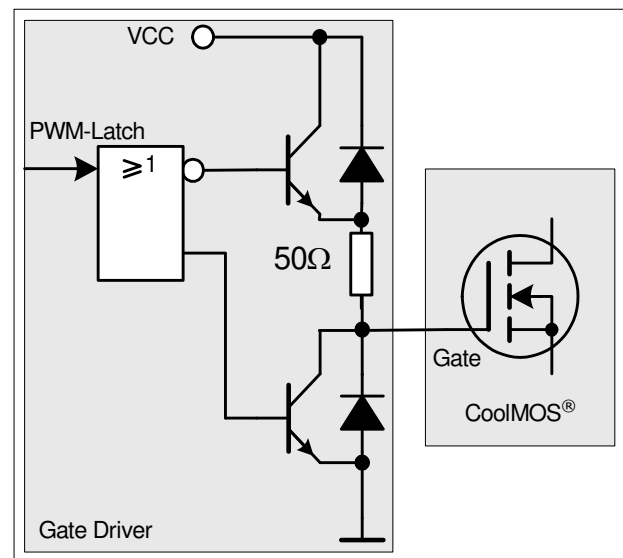 VCC
PWM-Latch
≥1
50Ω
Gate
CoolMOS®
Gate Driver